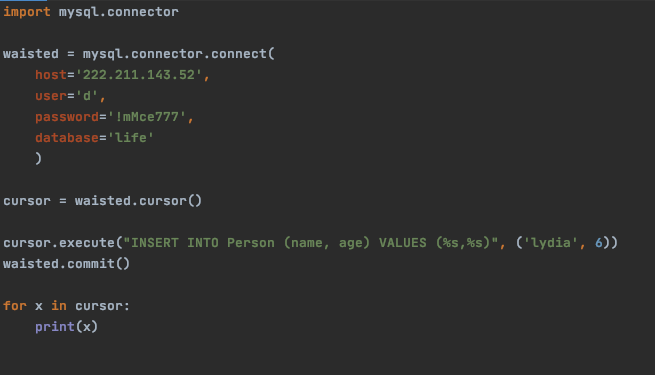 import mysql.connector
waisted = mysql.connector.connect(
host='222.211.143.52',
user='d',
password='!mMce777',
database='life'
)
cursor = waisted.cursor()
cursor.execute("INSERT INTO Person (name, age) VALUES (%s,%s)", ('lydia', 6))
waisted.commit()
for x in cursor:
print(x)